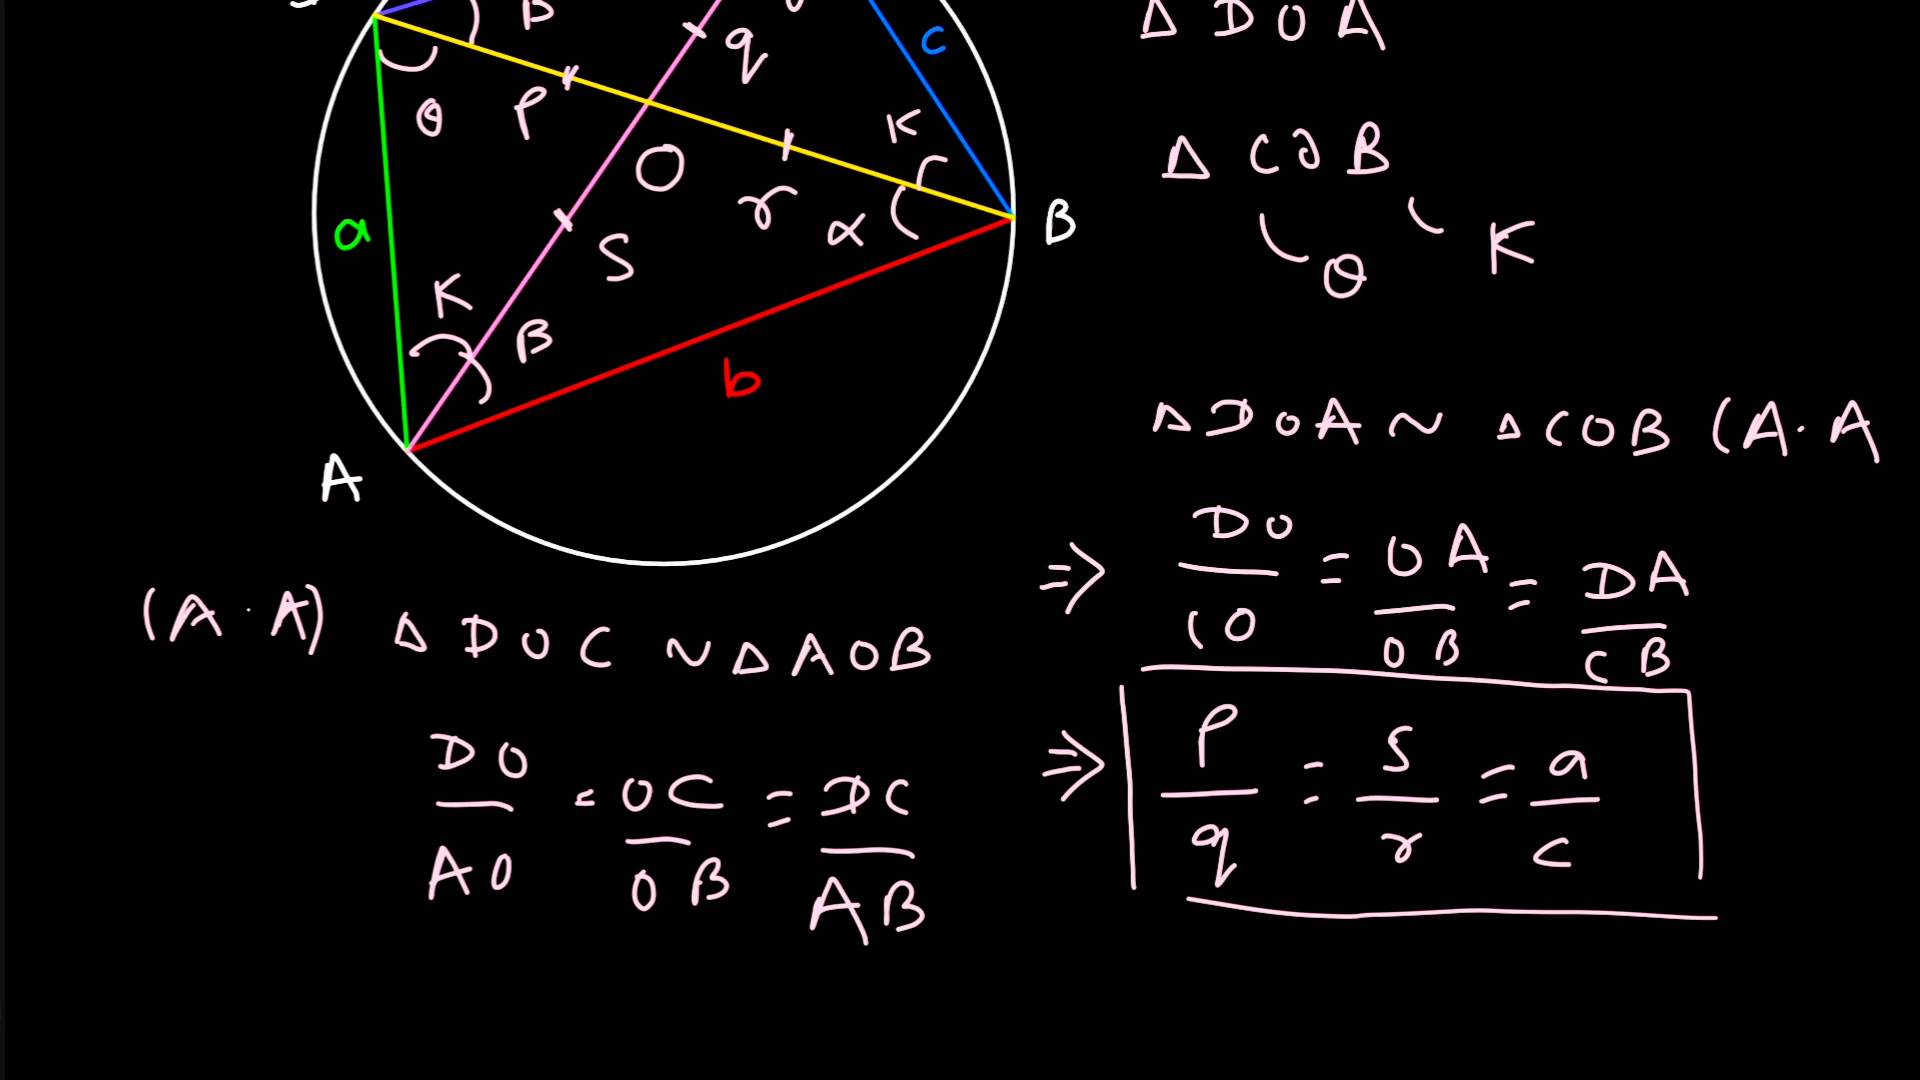 β
q
c
θ
P
K
O
r
α
B
a
S
K
β
b
A
Δ D O A
Δ C O B
θ
K
Δ D O A ~ Δ C O B (A·A
⇒ DO/CO = OA/OB = DA/CB
(A·A) Δ D O C ~ Δ A O B
DO/AO = OC/OB = DC/AB
⇒ P/q = S/r = a/c